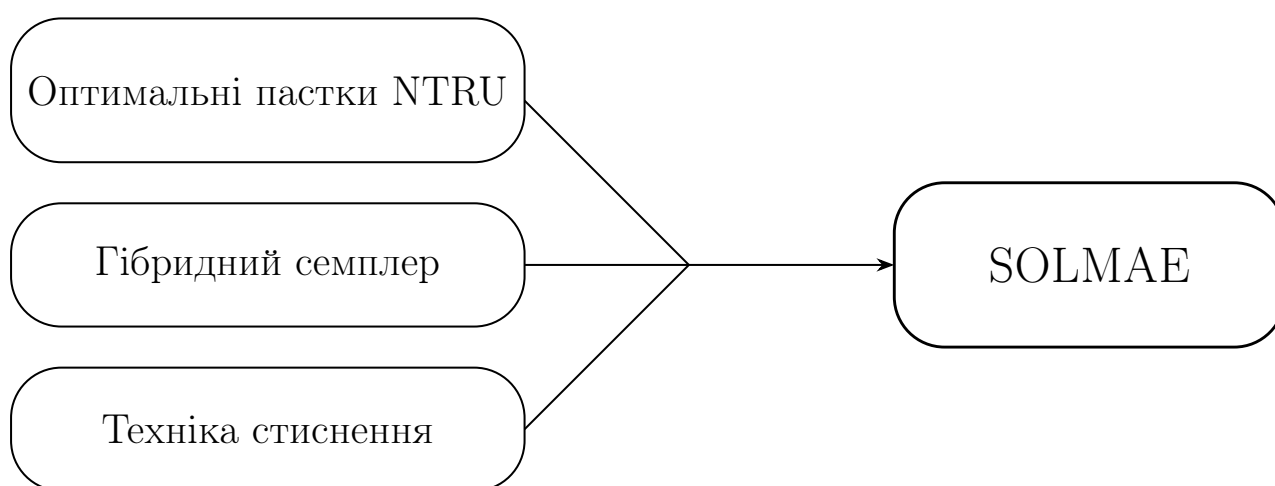 Оптимальні пастки NTRU
Гібридний семплер
SOLMAE
Техніка стиснення